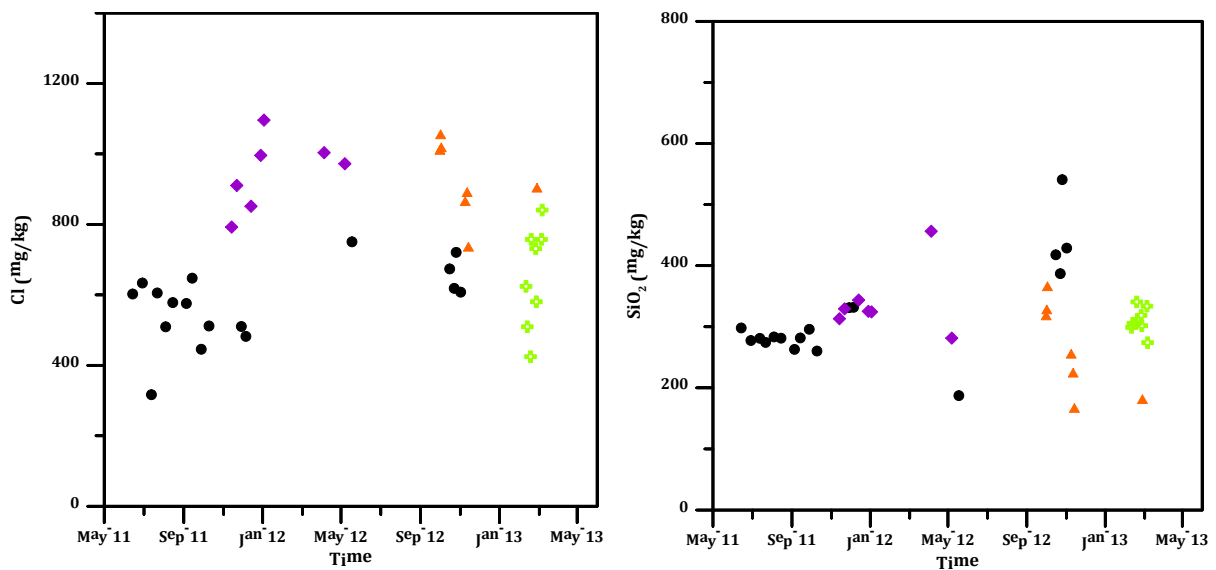 1200
800
400
0
Cl (mg/kg)
May-11
Sep-11
Jan-12
May-12
Sep-12
Jan-13
May-13
Time
800
600
400
200
0
SiO2 (mg/kg)
May-11
Sep-11
Jan-12
May-12
Sep-12
Jan-13
May-13
Time